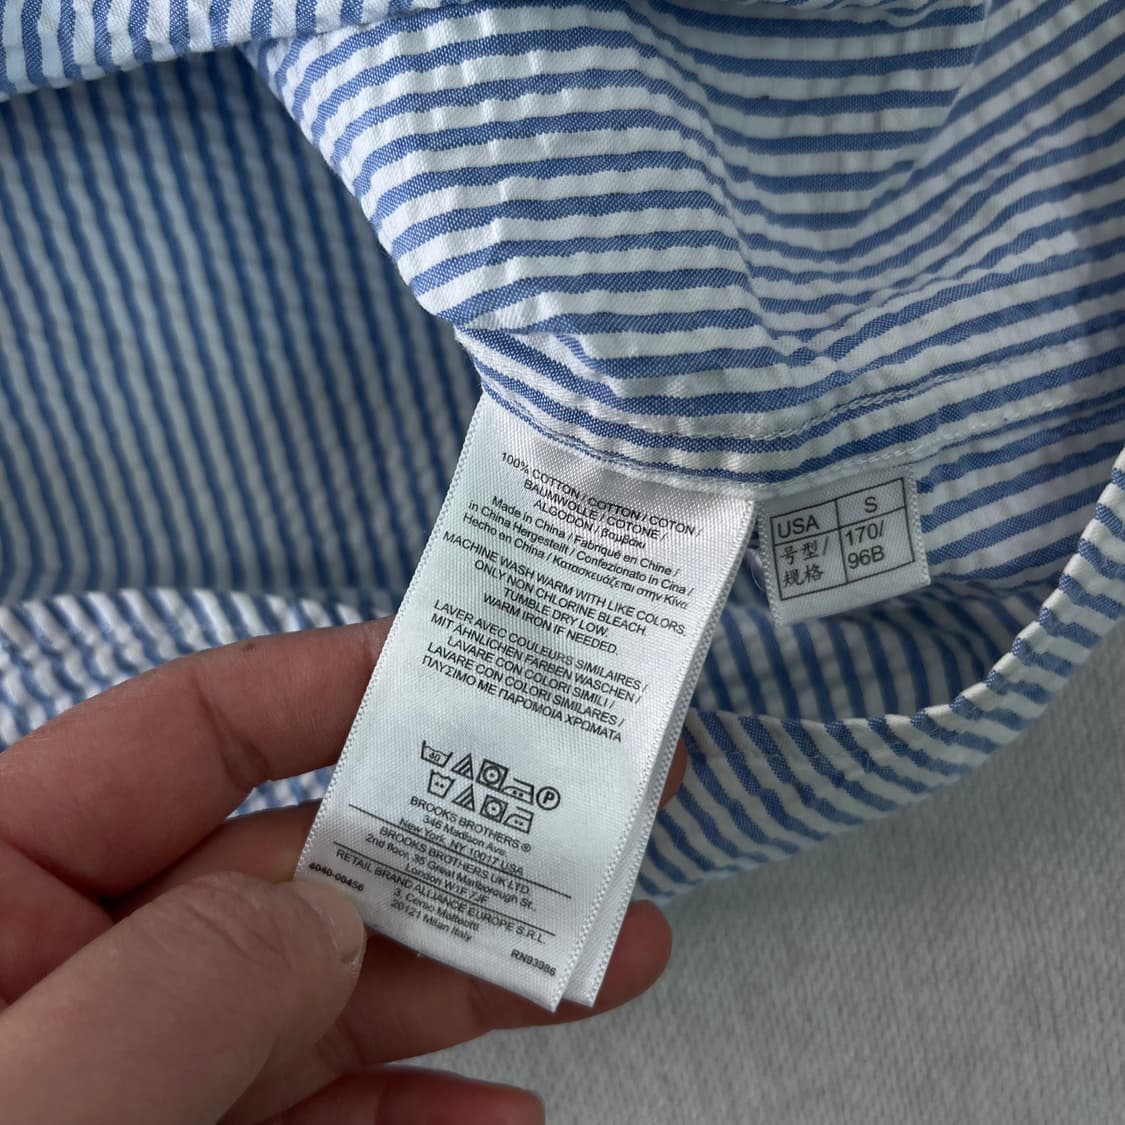 100% COTTON / COTTON / COTON /
BAUMWOLLE / COTONE /
ALGODON / βαμβάκι
Made in China / Fabriqué en Chine /
in China Hergestellt / Confezionato in Cina /
Hecho en China / Κατασκευάζεται στην Κίνα
MACHINE WASH WARM WITH LIKE COLORS.
ONLY NON CHLORINE BLEACH.
TUMBLE DRY LOW.
WARM IRON IF NEEDED.
LAVER AVEC COULEURS SIMILAIRES /
MIT ÄHNLICHEN FARBEN WASCHEN /
LAVARE CON COLORI SIMILI /
LAVARE CON COLORI SIMILARES /
ΠΛΥΣΙΜΟ ΜΕ ΠΑΡΟΜΟΙΑ ΧΡΩΜΑΤΑ
40 P
BROOKS BROTHERS ®
346 Madison Ave.
New York, NY 10017 USA
BROOKS BROTHERS UK LTD.
2nd floor, 35 Great Marlborough St.,
London W1F 7JF
RETAIL BRAND ALLIANCE EUROPE S.R.L.
3, Corso Matteotti
20121 Milan Italy
4040-00456
RN93986
USA S
号型/ 170/
规格 96B